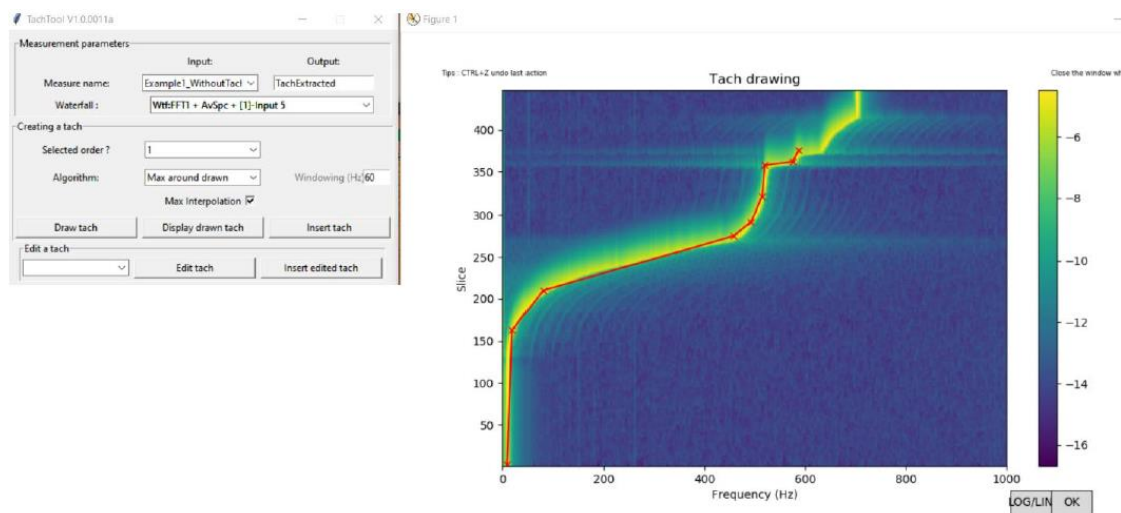 TachTool V1.0.0011a
Measurement parameters
Input: Output:
Measure name: Example1_WithoutTacl TachExtracted
Waterfall : Wtf:FFT1 + AvSpc + [1]-Input 5
Creating a tach
Selected order ? 1
Algorithm: Max around drawn Windowing (Hz) 60
Max Interpolation
Draw tach Display drawn tach Insert tach
Edit a tach
Edit tach Insert edited tach
Figure 1
Tips : CTRL+Z undo last action
Close the window wh
Tach drawing
400
350
300
250
200
150
100
50
Slice
0 200 400 600 800 1000
Frequency (Hz)
−6
−8
−10
−12
−14
−16
LOG/LIN OK